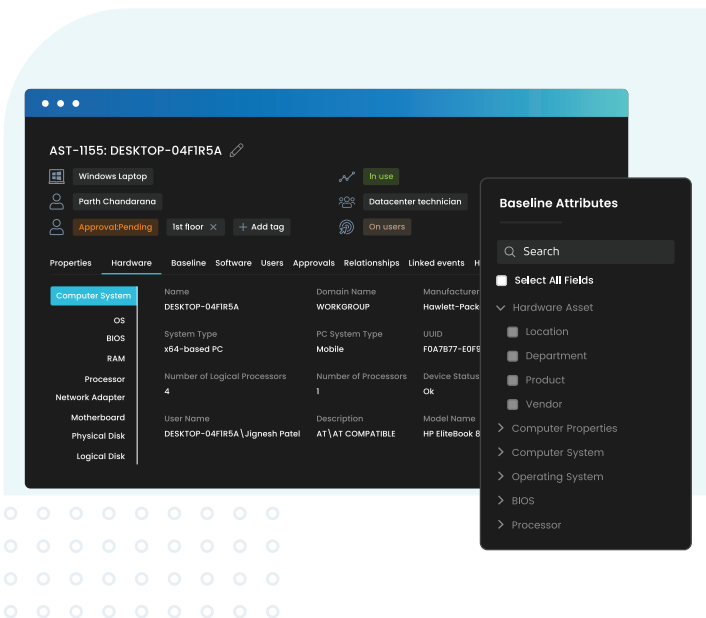 AST-1155: DESKTOP-04F1R5A
Windows Laptop
In use
Parth Chandarana
Datacenter technician
Approval:Pending
1st floor
Add tag
On users
Properties Hardware Baseline Software Users Approvals Relationships Linked events
Computer System
OS
BIOS
RAM
Processor
Network Adapter
Motherboard
Physical Disk
Logical Disk
Name Domain Name Manufacturer
DESKTOP-04F1R5A WORKGROUP Hawlett-Pack
System Type PC System Type UUID
x64-based PC Mobile F0A7B77-E0F9
Number of Logical Processors Number of Processors Device Status
4 1 Ok
User Name Description Model Name
DESKTOP-04F1R5A\Jignesh Patel AT\AT COMPATIBLE HP EliteBook 8
Baseline Attributes
Search
Select All Fields
Hardware Asset
Location
Department
Product
Vendor
Computer Properties
Computer System
Operating System
BIOS
Processor